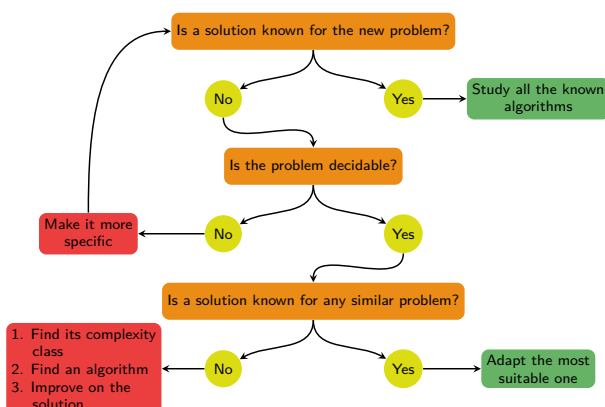 Is a solution known for the new problem?
No
Yes
Study all the known
algorithms
Is the problem decidable?
Make it more
specific
No
Yes
Is a solution known for any similar problem?
1. Find its complexity
class
2. Find an algorithm
3. Improve on the
solution
No
Yes
Adapt the most
suitable one